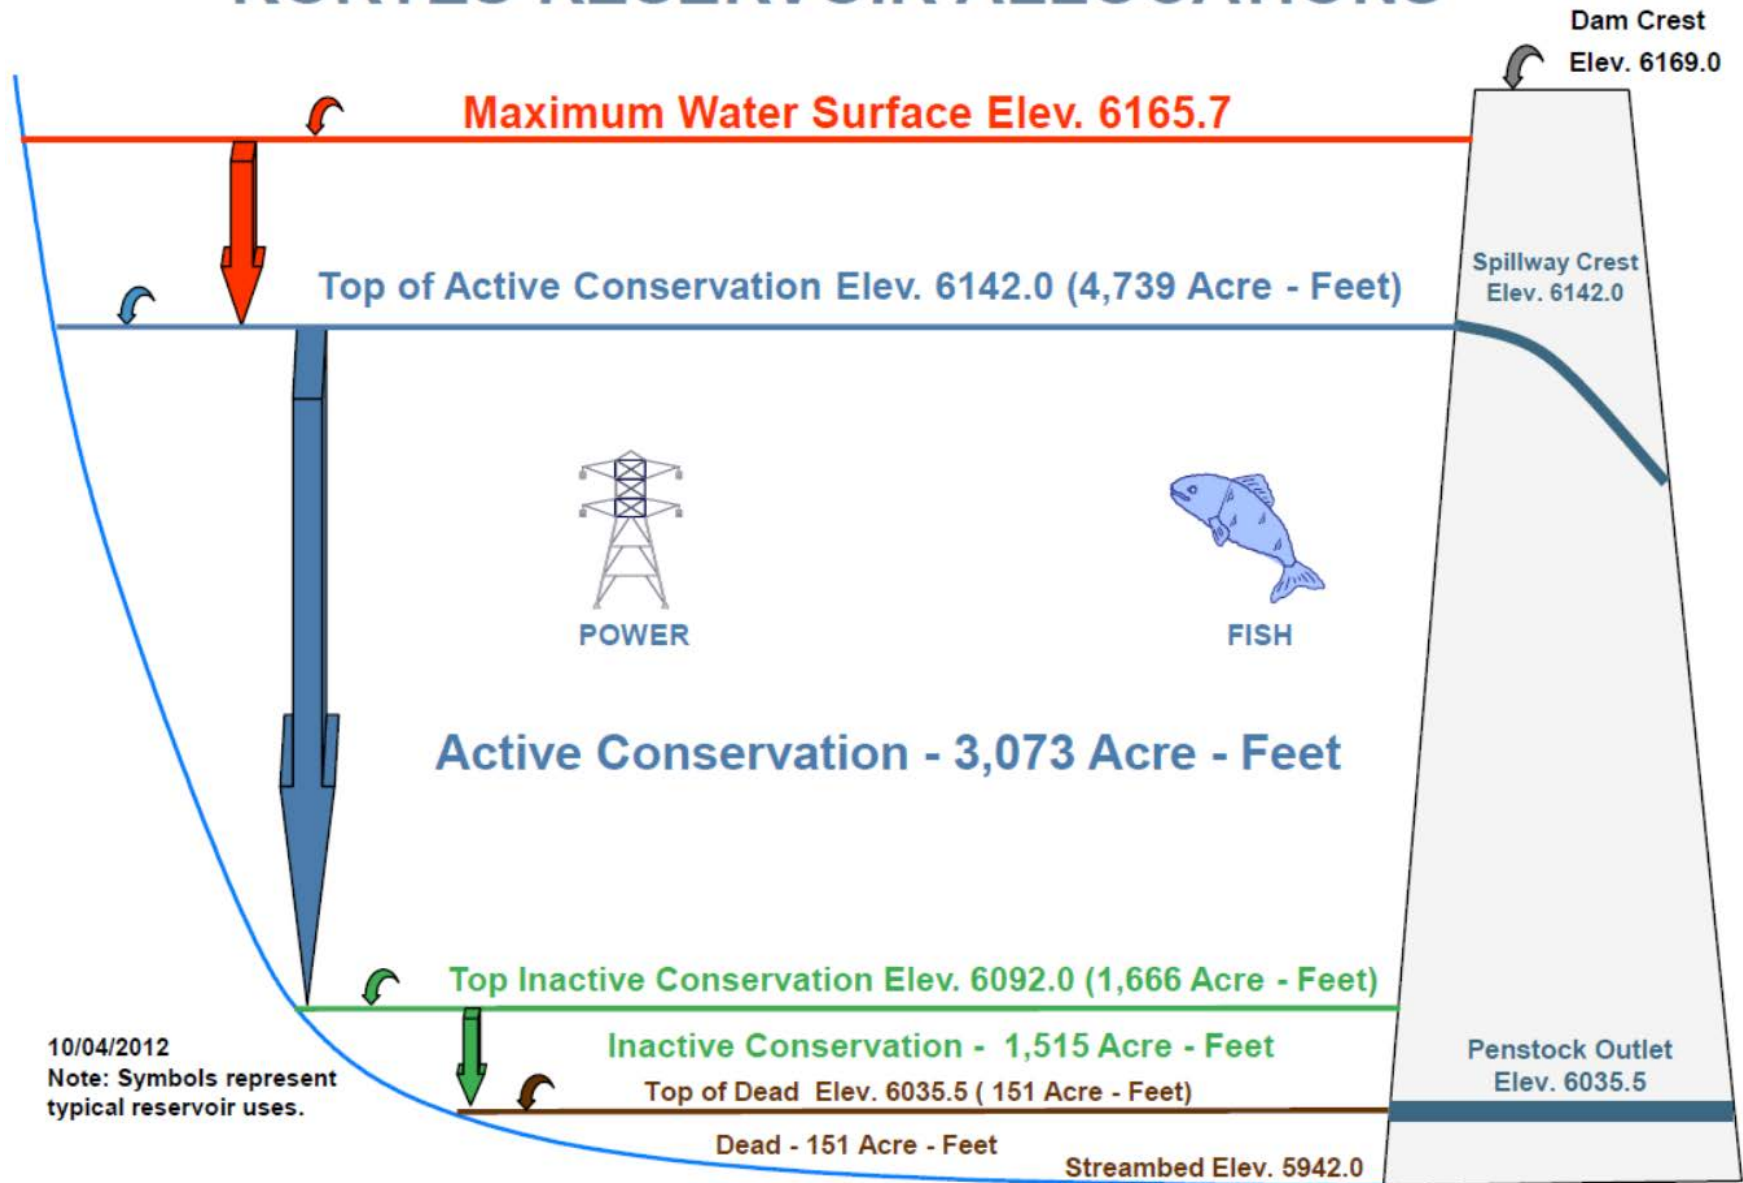 KORTES RESERVOIR ALLOCATIONS
Dam Crest
Elev. 6169.0
Maximum Water Surface Elev. 6165.7
Top of Active Conservation Elev. 6142.0 (4,739 Acre - Feet)
Spillway Crest
Elev. 6142.0
POWER
FISH
Active Conservation - 3,073 Acre - Feet
Top Inactive Conservation Elev. 6092.0 (1,666 Acre - Feet)
Inactive Conservation -  1,515 Acre - Feet
Penstock Outlet
Elev. 6035.5
Top of Dead  Elev. 6035.5 ( 151 Acre - Feet)
Dead - 151 Acre - Feet
Streambed Elev. 5942.0
10/04/2012
Note: Symbols represent
typical reservoir uses.